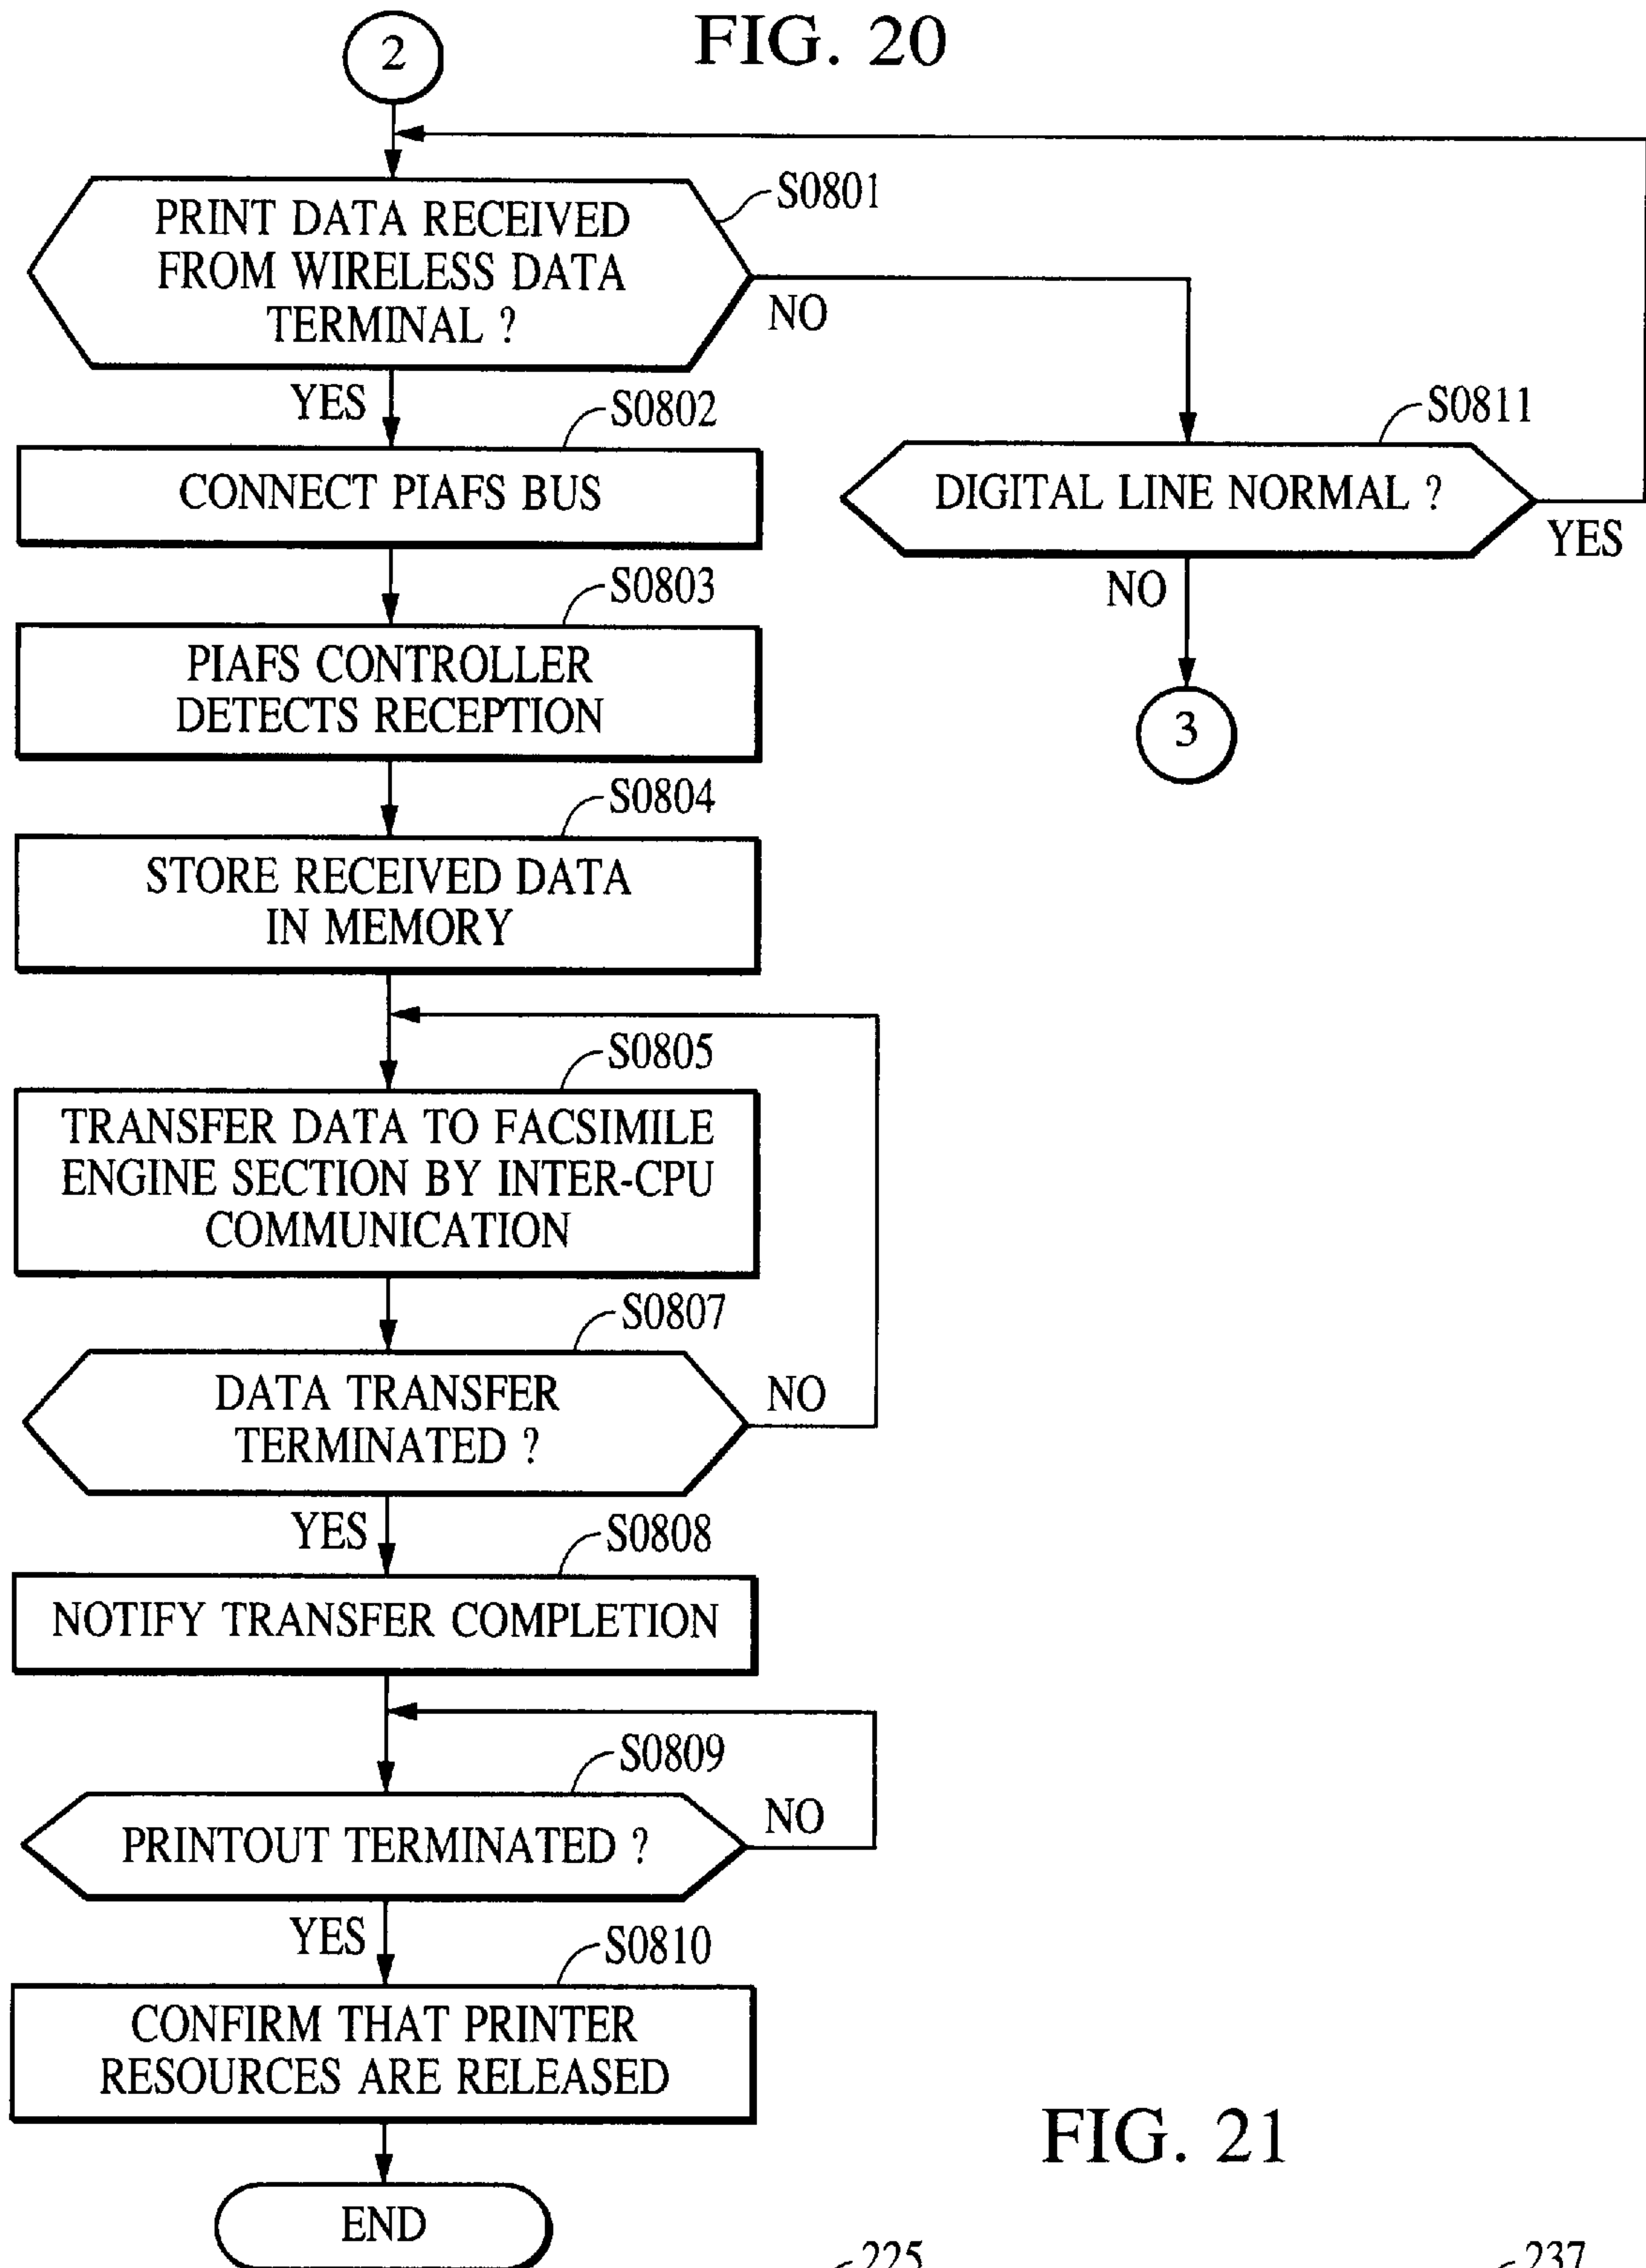 FIG. 20
2
PRINT DATA RECEIVED
FROM WIRELESS DATA
TERMINAL ?
S0801
NO
YES
S0802
CONNECT PIAFS BUS
S0811
DIGITAL LINE NORMAL ?
YES
NO
3
S0803
PIAFS CONTROLLER
DETECTS RECEPTION
S0804
STORE RECEIVED DATA
IN MEMORY
S0805
TRANSFER DATA TO FACSIMILE
ENGINE SECTION BY INTER-CPU
COMMUNICATION
S0807
DATA TRANSFER
TERMINATED ?
NO
YES
S0808
NOTIFY TRANSFER COMPLETION
S0809
PRINTOUT TERMINATED ?
NO
YES
S0810
CONFIRM THAT PRINTER
RESOURCES ARE RELEASED
END
FIG. 21
225
237